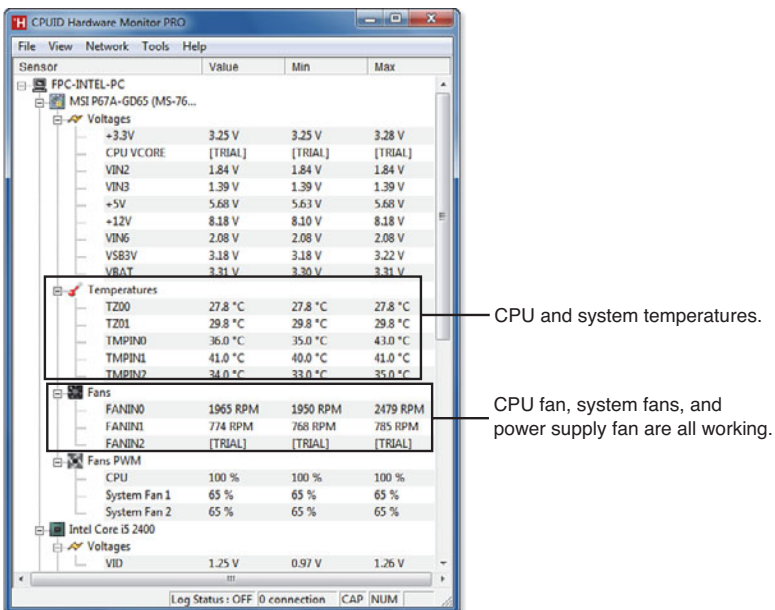 CPUID Hardware Monitor PRO
File View Network Tools Help
Sensor Value Min Max
FPC-INTEL-PC
MSI P67A-GD65 (MS-76...
Voltages
+3.3V 3.25 V 3.25 V 3.28 V
CPU VCORE [TRIAL] [TRIAL] [TRIAL]
VIN2 1.84 V 1.84 V 1.84 V
VIN3 1.39 V 1.39 V 1.39 V
+5V 5.68 V 5.63 V 5.68 V
+12V 8.18 V 8.10 V 8.18 V
VIN6 2.08 V 2.08 V 2.08 V
VSB3V 3.18 V 3.18 V 3.22 V
VBAT 3.31 V 3.30 V 3.31 V
Temperatures
TZ00 27.8 °C 27.8 °C 27.8 °C
TZ01 29.8 °C 29.8 °C 29.8 °C
TMPIN0 36.0 °C 35.0 °C 43.0 °C
TMPIN1 41.0 °C 40.0 °C 41.0 °C
TMPIN2 34.0 °C 33.0 °C 35.0 °C
CPU and system temperatures.
Fans
FANIN0 1965 RPM 1950 RPM 2479 RPM
FANIN1 774 RPM 768 RPM 785 RPM
FANIN2 [TRIAL] [TRIAL] [TRIAL]
CPU fan, system fans, and
power supply fan are all working.
Fans PWM
CPU 100 % 100 % 100 %
System Fan 1 65 % 65 % 65 %
System Fan 2 65 % 65 % 65 %
Intel Core i5 2400
Voltages
VID 1.25 V 0.97 V 1.26 V
Log Status : OFF 0 connection CAP NUM